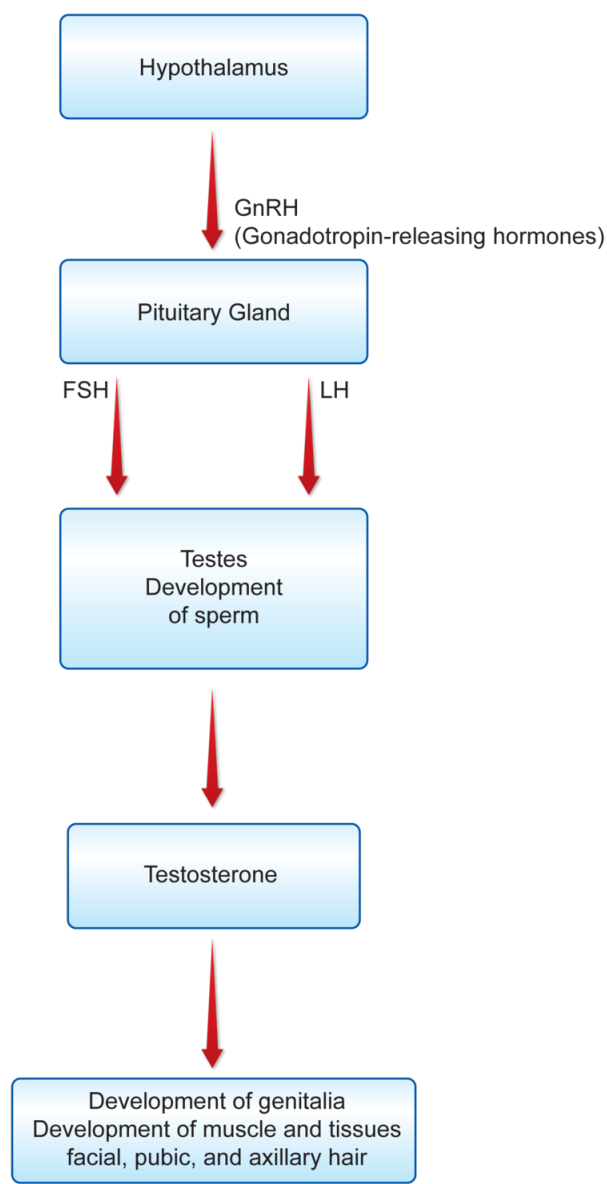 Hypothalamus
GnRH
(Gonadotropin-releasing hormones)
Pituitary Gland
FSH
LH
Testes
Development
of sperm
Testosterone
Development of genitalia
Development of muscle and tissues
facial, pubic, and axillary hair